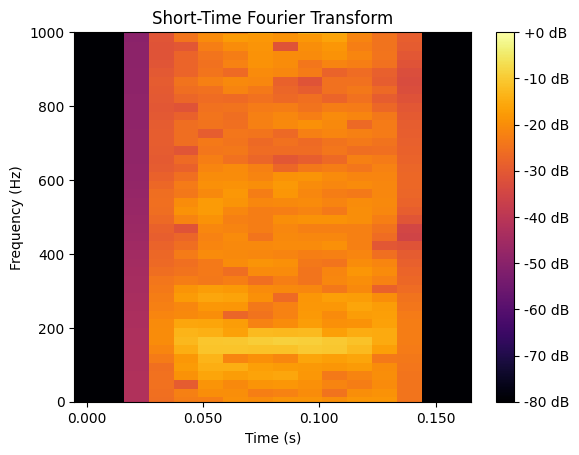 Short-Time Fourier Transform
1000
800
600
400
200
0
Frequency (Hz)
0.000
0.050
0.100
0.150
Time (s)
+0 dB
-10 dB
-20 dB
-30 dB
-40 dB
-50 dB
-60 dB
-70 dB
-80 dB